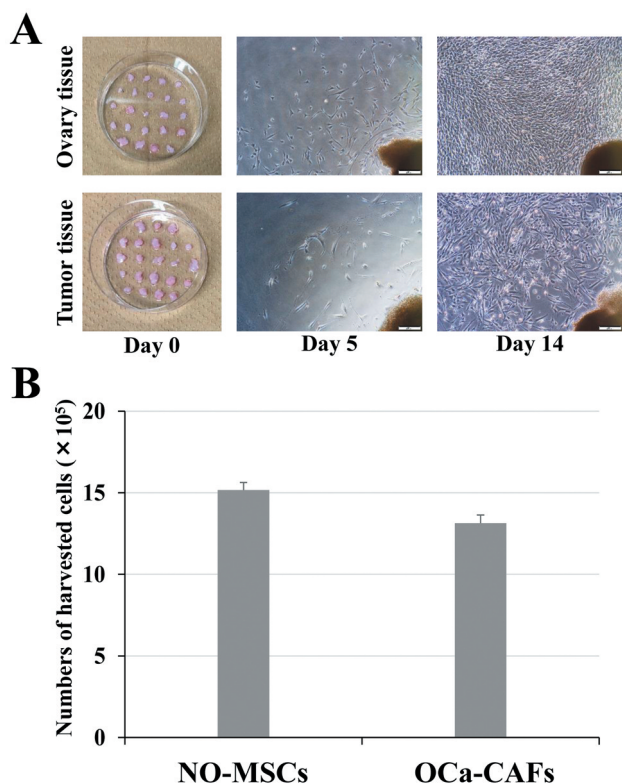 A
Ovary tissue
Tumor tissue
Day 0
Day 5
Day 14
B
Numbers of harvested cells (×10⁵)
20
15
10
5
0
NO-MSCs
OCa-CAFs